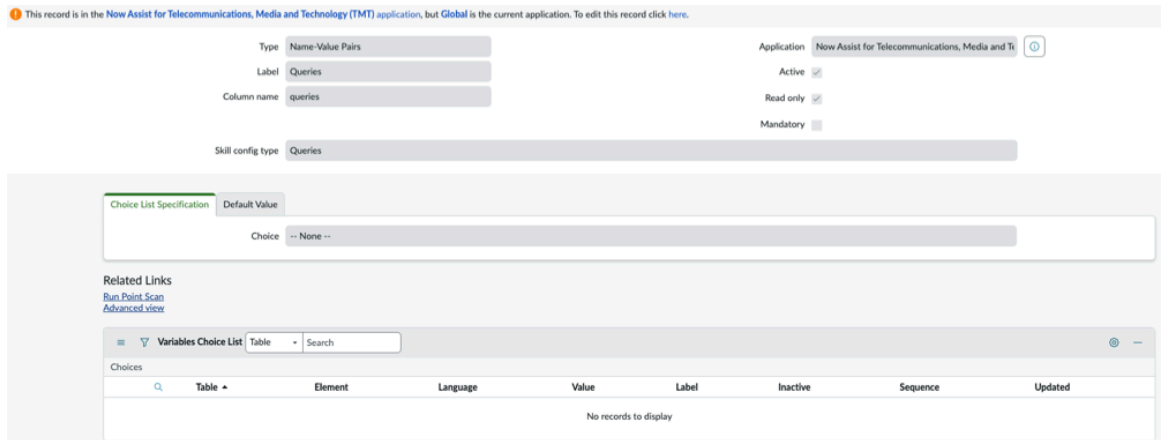 This record is in the Now Assist for Telecommunications, Media and Technology (TMT) application, but Global is the current application. To edit this record click here.
Type Name-Value Pairs
Application Now Assist for Telecommunications, Media and Te
Label Queries
Active
Column name queries
Read only
Mandatory
Skill config type Queries
Choice List Specification Default Value
Choice -- None --
Related Links
Run Point Scan
Advanced view
Variables Choice List Table Search
Choices
Table Element Language Value Label Inactive Sequence Updated
No records to display